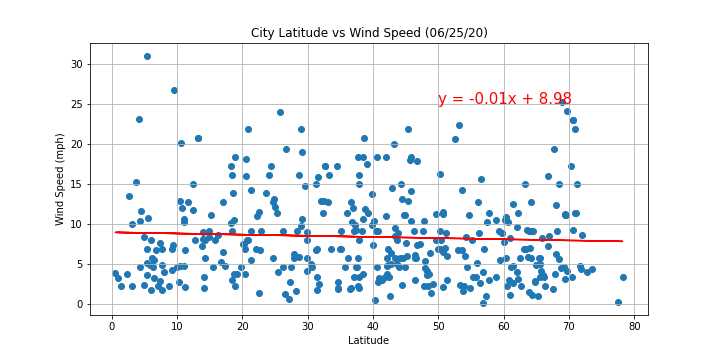 City Latitude vs Wind Speed (06/25/20)
30
25
20
15
10
5
0
Wind Speed (mph)
y = -0.01x + 8.98
0 10 20 30 40 50 60 70 80
Latitude